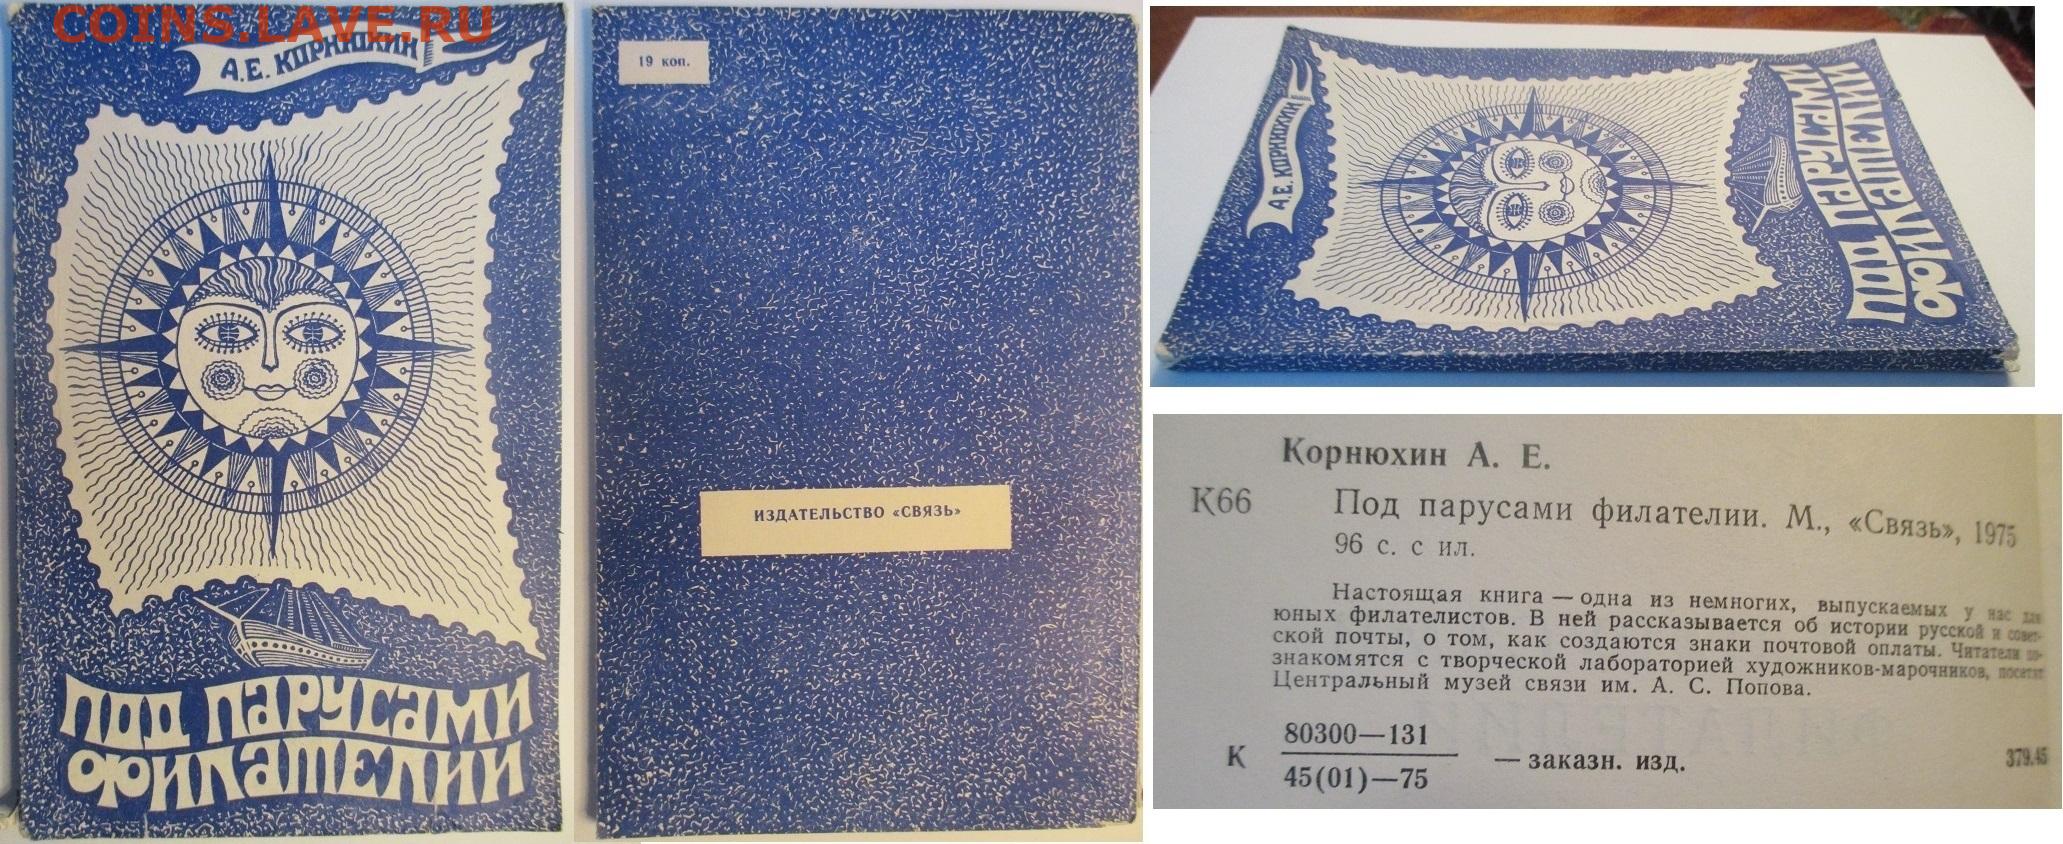 COINS.LAVE.RU
А.Е. КОРНЮХИН
ПОД ПАРУСАМИ
ФИЛАТЕЛИИ
19 коп.
ИЗДАТЕЛЬСТВО «СВЯЗЬ»
А.Е. КОРНЮХИН
ПОД ПАРУСАМИ
ФИЛАТЕЛИИ
Корнюхин А. Е.
К66 Под парусами филателии. М., «Связь», 1975
96 с. с ил.
Настоящая книга — одна из немногих, выпускаемых у нас для
юных филателистов. В ней рассказывается об истории русской и совет-
ской почты, о том, как создаются знаки почтовой оплаты. Читатели по-
знакомятся с творческой лабораторией художников-марочников, посетят
Центральный музей связи им. А. С. Попова.
80300—131
К — заказн. изд. 379.45
45(01)—75